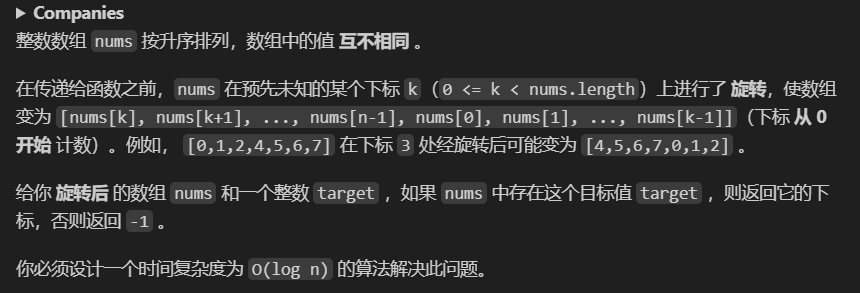 Companies
整数数组 nums 按升序排列，数组中的值 互不相同 。
在传递给函数之前，nums 在预先未知的某个下标 k（0 <= k < nums.length）上进行了 旋转，使数组
变为 [nums[k], nums[k+1], ..., nums[n-1], nums[0], nums[1], ..., nums[k-1]]（下标 从 0
开始 计数）。例如， [0,1,2,4,5,6,7] 在下标 3 处经旋转后可能变为 [4,5,6,7,0,1,2] 。
给你 旋转后 的数组 nums 和一个整数 target ，如果 nums 中存在这个目标值 target ，则返回它的下
标，否则返回 -1 。
你必须设计一个时间复杂度为 O(log n) 的算法解决此问题。